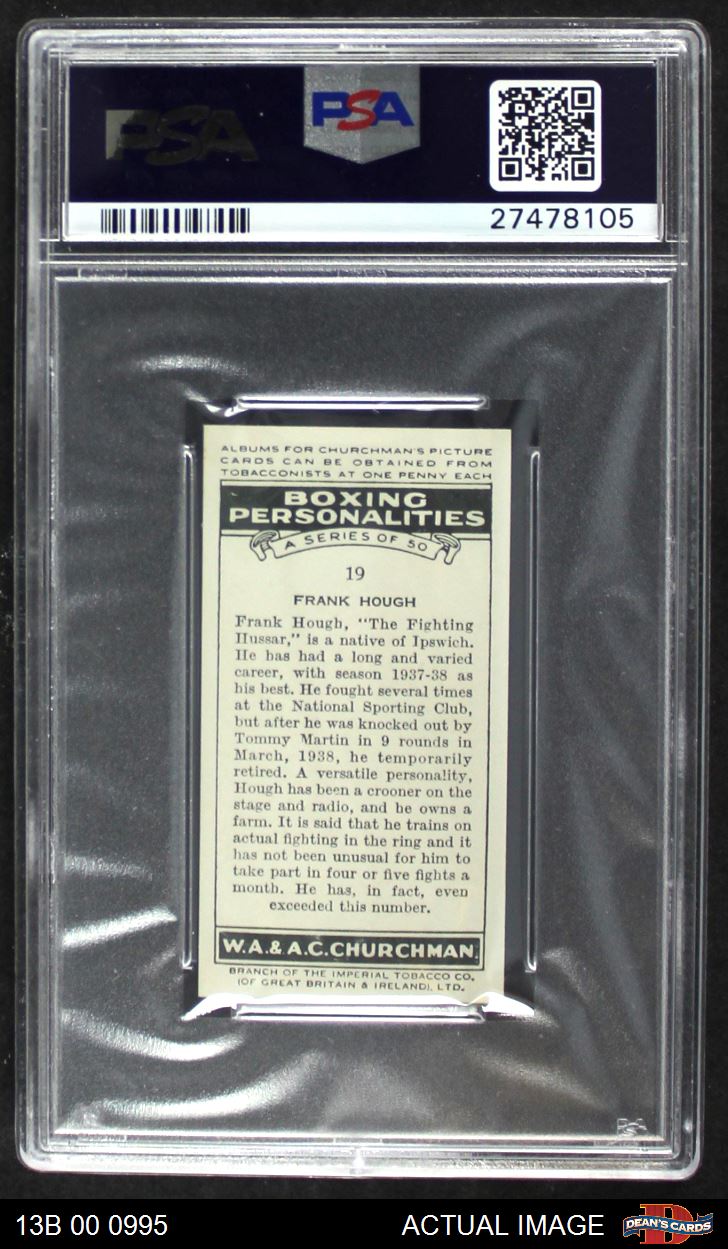 PSA
PSA
27478105
ALBUMS FOR CHURCHMAN'S PICTURE
CARDS CAN BE OBTAINED FROM
TOBACCONISTS AT ONE PENNY EACH
BOXING
PERSONALITIES
A SERIES OF 50
19
FRANK HOUGH
Frank Hough, "The Fighting
Hussar," is a native of Ipswich.
He has had a long and varied
career, with season 1937-38 as
his best. He fought several times
at the National Sporting Club,
but after he was knocked out by
Tommy Martin in 9 rounds in
March, 1938, he temporarily
retired. A versatile personality,
Hough has been a crooner on the
stage and radio, and he owns a
farm. It is said that he trains on
actual fighting in the ring and it
has not been unusual for him to
take part in four or five fights a
month. He has, in fact, even
exceeded this number.
W.A.& A.C.CHURCHMAN.
BRANCH OF THE IMPERIAL TOBACCO CO.
(OF GREAT BRITAIN & IRELAND), LTD.
PSA
13B 00 0995
ACTUAL IMAGE
DEAN'S CARDS